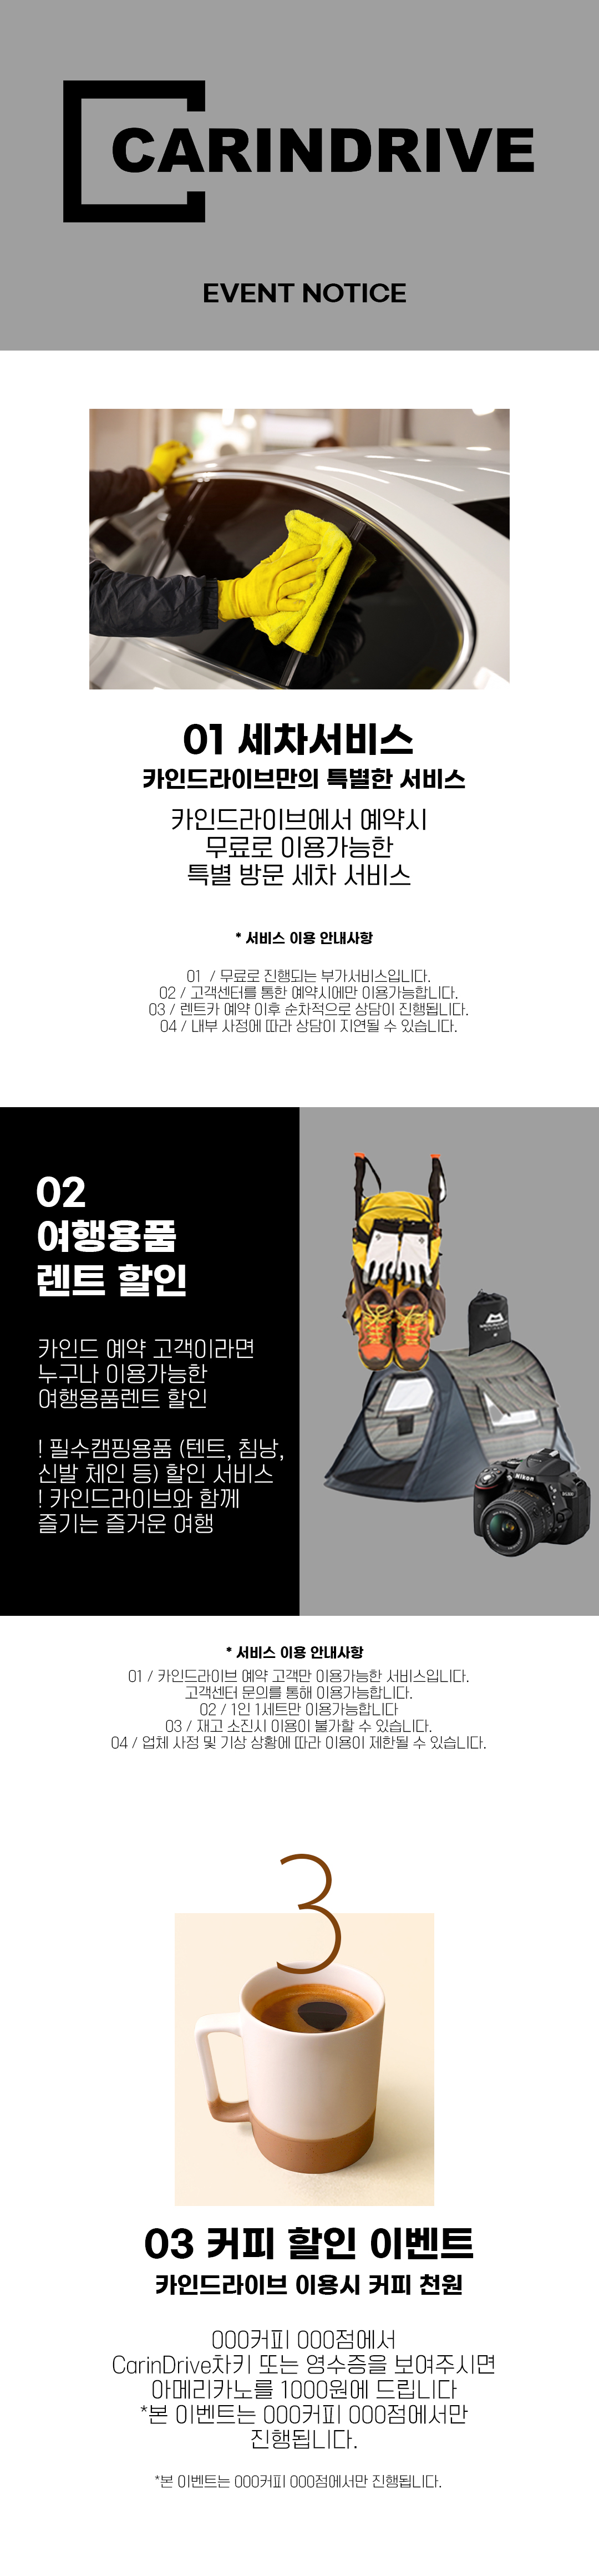 CARINDRIVE
EVENT NOTICE
01 세차서비스
카인드라이브만의 특별한 서비스
카인드라이브에서 예약시
무료로 이용가능한
특별 방문 세차 서비스
* 서비스 이용 안내사항
01 / 무료로 진행되는 부가서비스입니다.
02 / 고객센터를 통한 예약시에만 이용가능합니다.
03 / 렌트카 예약 이후 순차적으로 상담이 진행됩니다.
04 / 내부 사정에 따라 상담이 지연될 수 있습니다.
02
여행용품
렌트 할인
카인드 예약 고객이라면
누구나 이용가능한
여행용품렌트 할인
! 필수캠핑용품 (텐트, 침낭,
신발 체인 등) 할인 서비스
! 카인드라이브와 함께
즐기는 즐거운 여행
Nikon
* 서비스 이용 안내사항
01 / 카인드라이브 예약 고객만 이용가능한 서비스입니다.
고객센터 문의를 통해 이용가능합니다.
02 / 1인 1세트만 이용가능합니다
03 / 재고 소진시 이용이 불가할 수 있습니다.
04 / 업체 사정 및 기상 상황에 따라 이용이 제한될 수 있습니다.
3
03 커피 할인 이벤트
카인드라이브 이용시 커피 천원
000커피 000점에서
CarinDrive차키 또는 영수증을 보여주시면
아메리카노를 1000원에 드립니다
*본 이벤트는 000커피 000점에서만
진행됩니다.
*본 이벤트는 000커피 000점에서만 진행됩니다.